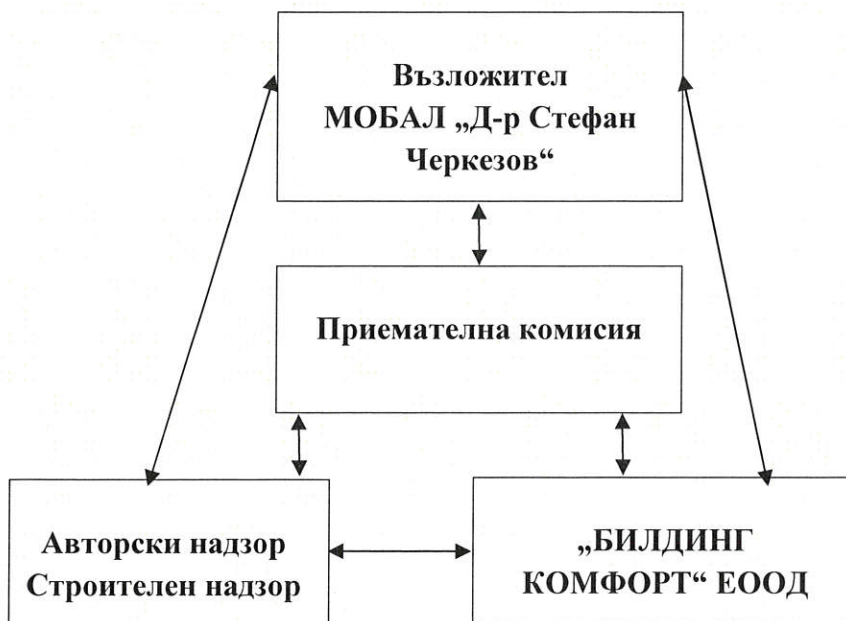 Възложител
МОБАЛ „Д-р Стефан
Черкезов“
Приемателна комисия
Авторски надзор
Строителен надзор
„БИЛДИНГ
КОМФОРТ“ ЕООД